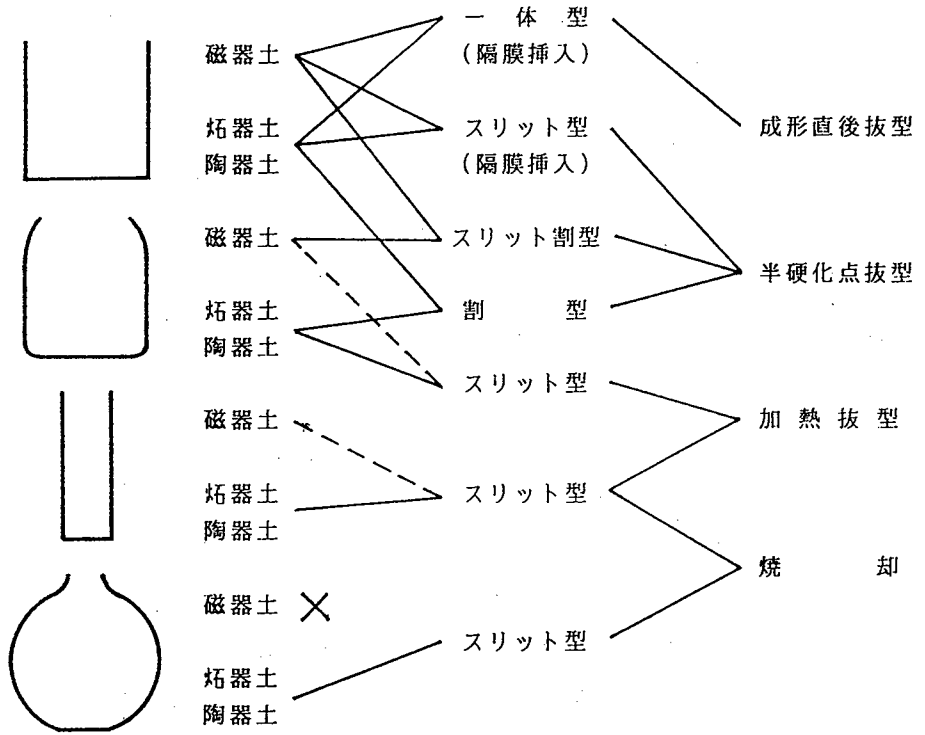 磁器土
炻器土
陶器土
磁器土
炻器土
陶器土
磁器土
炻器土
陶器土
磁器土
炻器土
陶器土
一体型
(隔膜挿入)
スリット型
(隔膜挿入)
スリット割型
割型
スリット型
スリット型
スリット型
成形直後抜型
半硬化点抜型
加熱抜型
焼却